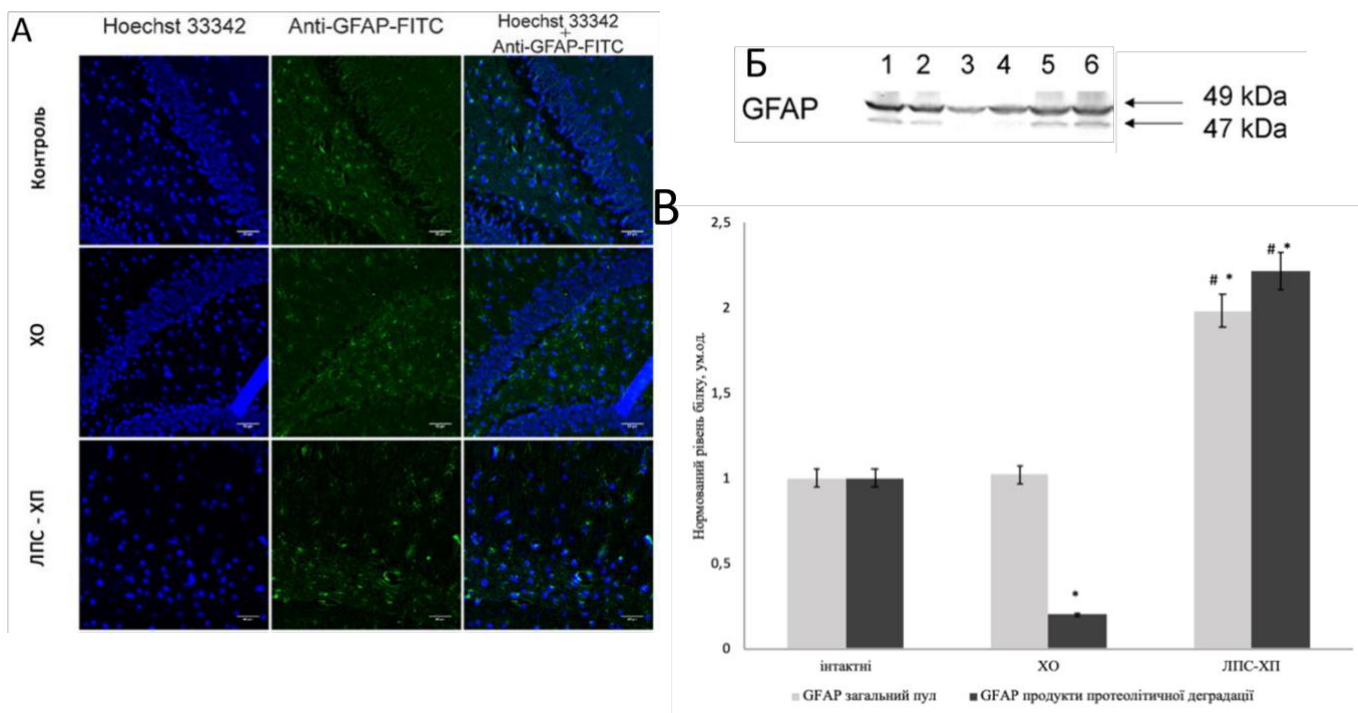 А
Hoechst 33342
Anti-GFAP-FITC
Hoechst 33342
+
Anti-GFAP-FITC
Контроль
ХО
ЛПС - ХП
Б
1 2 3 4 5 6
GFAP
49 kDa
47 kDa
В
Нормований рівень білку, ум.од.
2,5
2
1,5
1
0,5
0
*
# *
# *
інтактні
ХО
ЛПС-ХП
GFAP загальний пул
GFAP продукти протеолітичної деградації